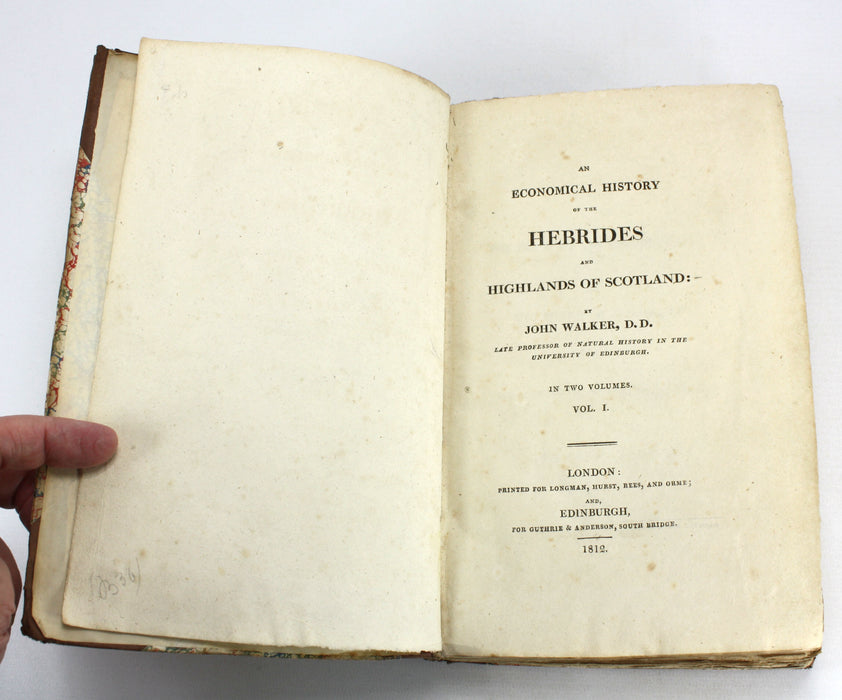 AN
ECONOMICAL HISTORY
OF THE
HEBRIDES
AND
HIGHLANDS OF SCOTLAND:
BY
JOHN WALKER, D.D.
LATE PROFESSOR OF NATURAL HISTORY IN THE
UNIVERSITY OF EDINBURGH.
IN TWO VOLUMES.
VOL. I.
LONDON:
PRINTED FOR LONGMAN, HURST, REES, AND ORME;
AND,
EDINBURGH,
FOR GUTHRIE & ANDERSON, SOUTH BRIDGE.
1812.